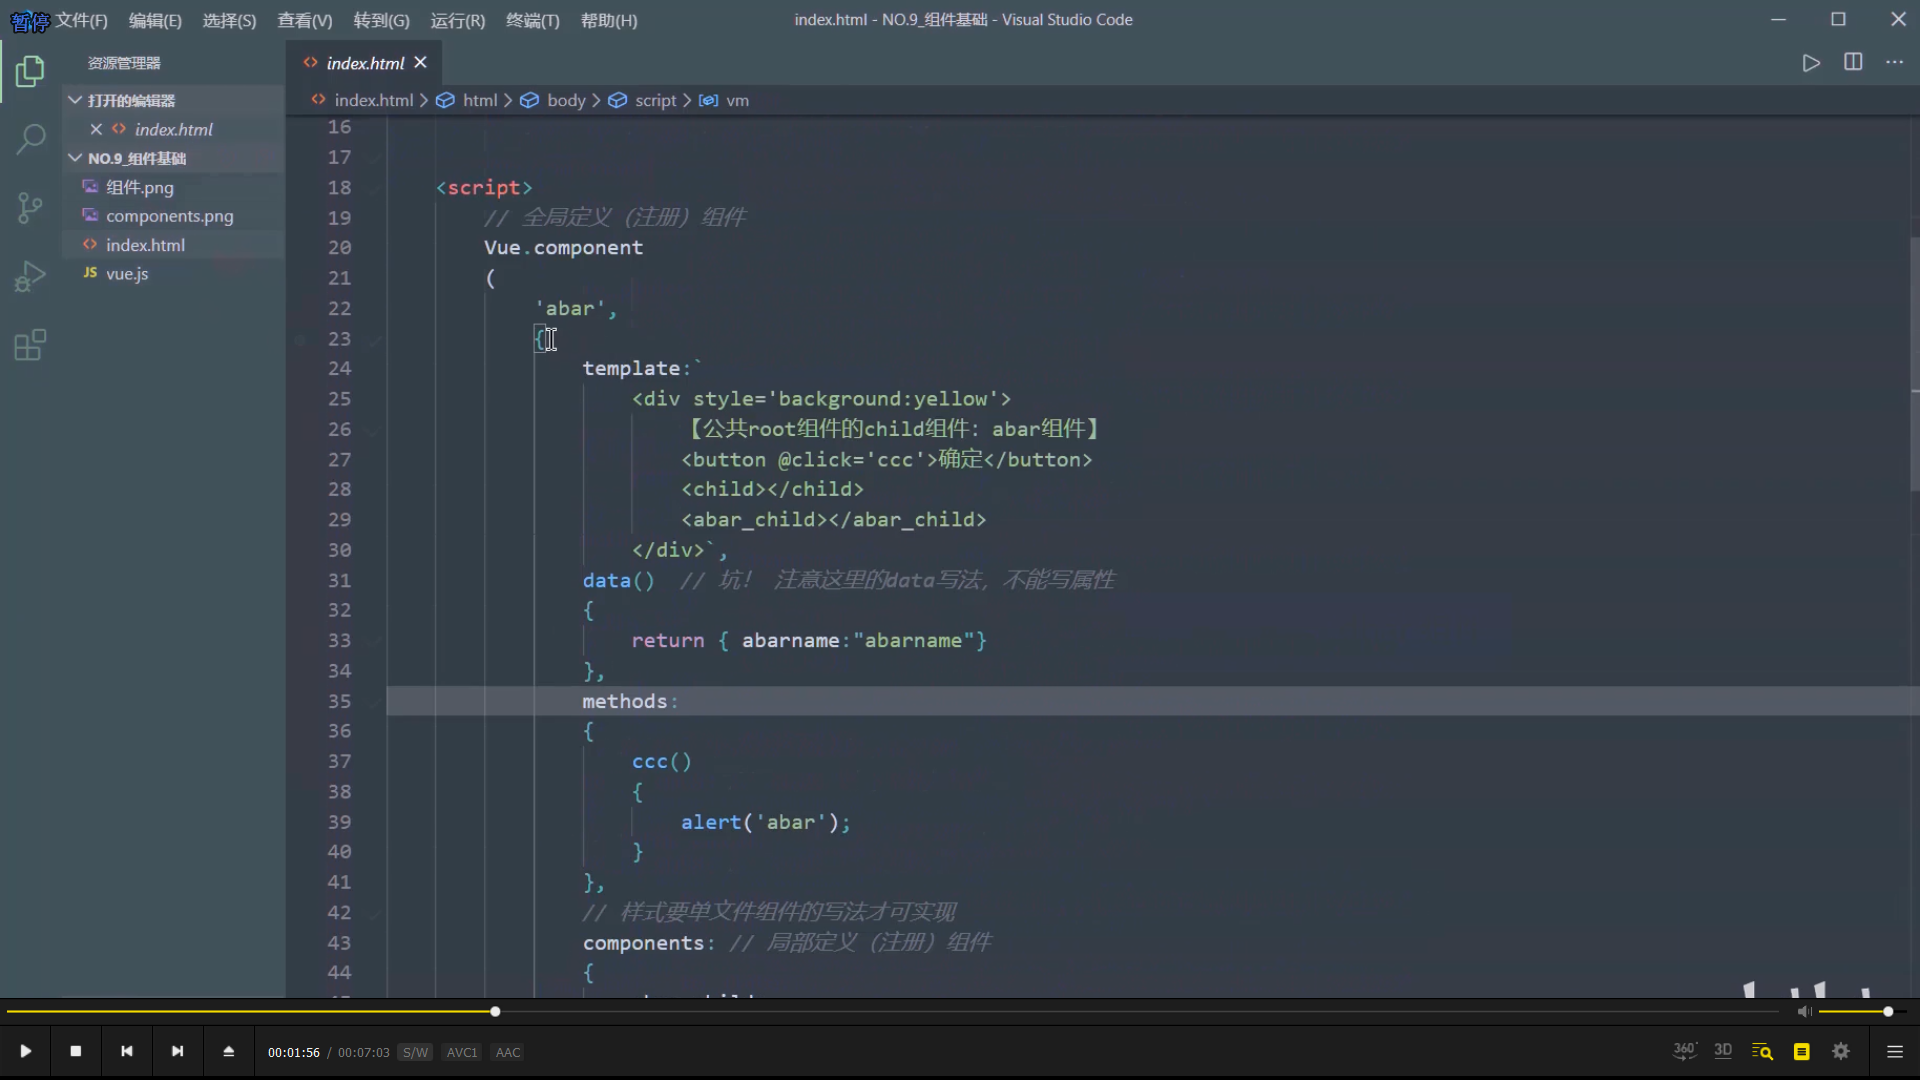 暂停
文件(F) 编辑(E) 选择(S) 查看(V) 转到(G) 运行(R) 终端(T) 帮助(H)
index.html - NO.9_组件基础 - Visual Studio Code
资源管理器
index.html
打开的编辑器
index.html > html > body > script > vm
index.html
NO.9_组件基础
组件.png
components.png
index.html
JS vue.js
16
17
18 <script>
19 // 全局定义（注册）组件
20 Vue.component
21 (
22 'abar',
23 {
24 template:`
25 <div style='background:yellow'>
26 【公共root组件的child组件：abar组件】
27 <button @click='ccc'>确定</button>
28 <child></child>
29 <abar_child></abar_child>
30 </div>`,
31 data() // 坑！ 注意这里的data写法，不能写属性
32 {
33 return { abarname:"abarname"}
34 },
35 methods:
36 {
37 ccc()
38 {
39 alert('abar');
40 }
41 },
42 // 样式要单文件组件的写法才可实现
43 components: // 局部定义（注册）组件
44 {
00:01:56 / 00:07:03 S/W AVC1 AAC
360° 3D